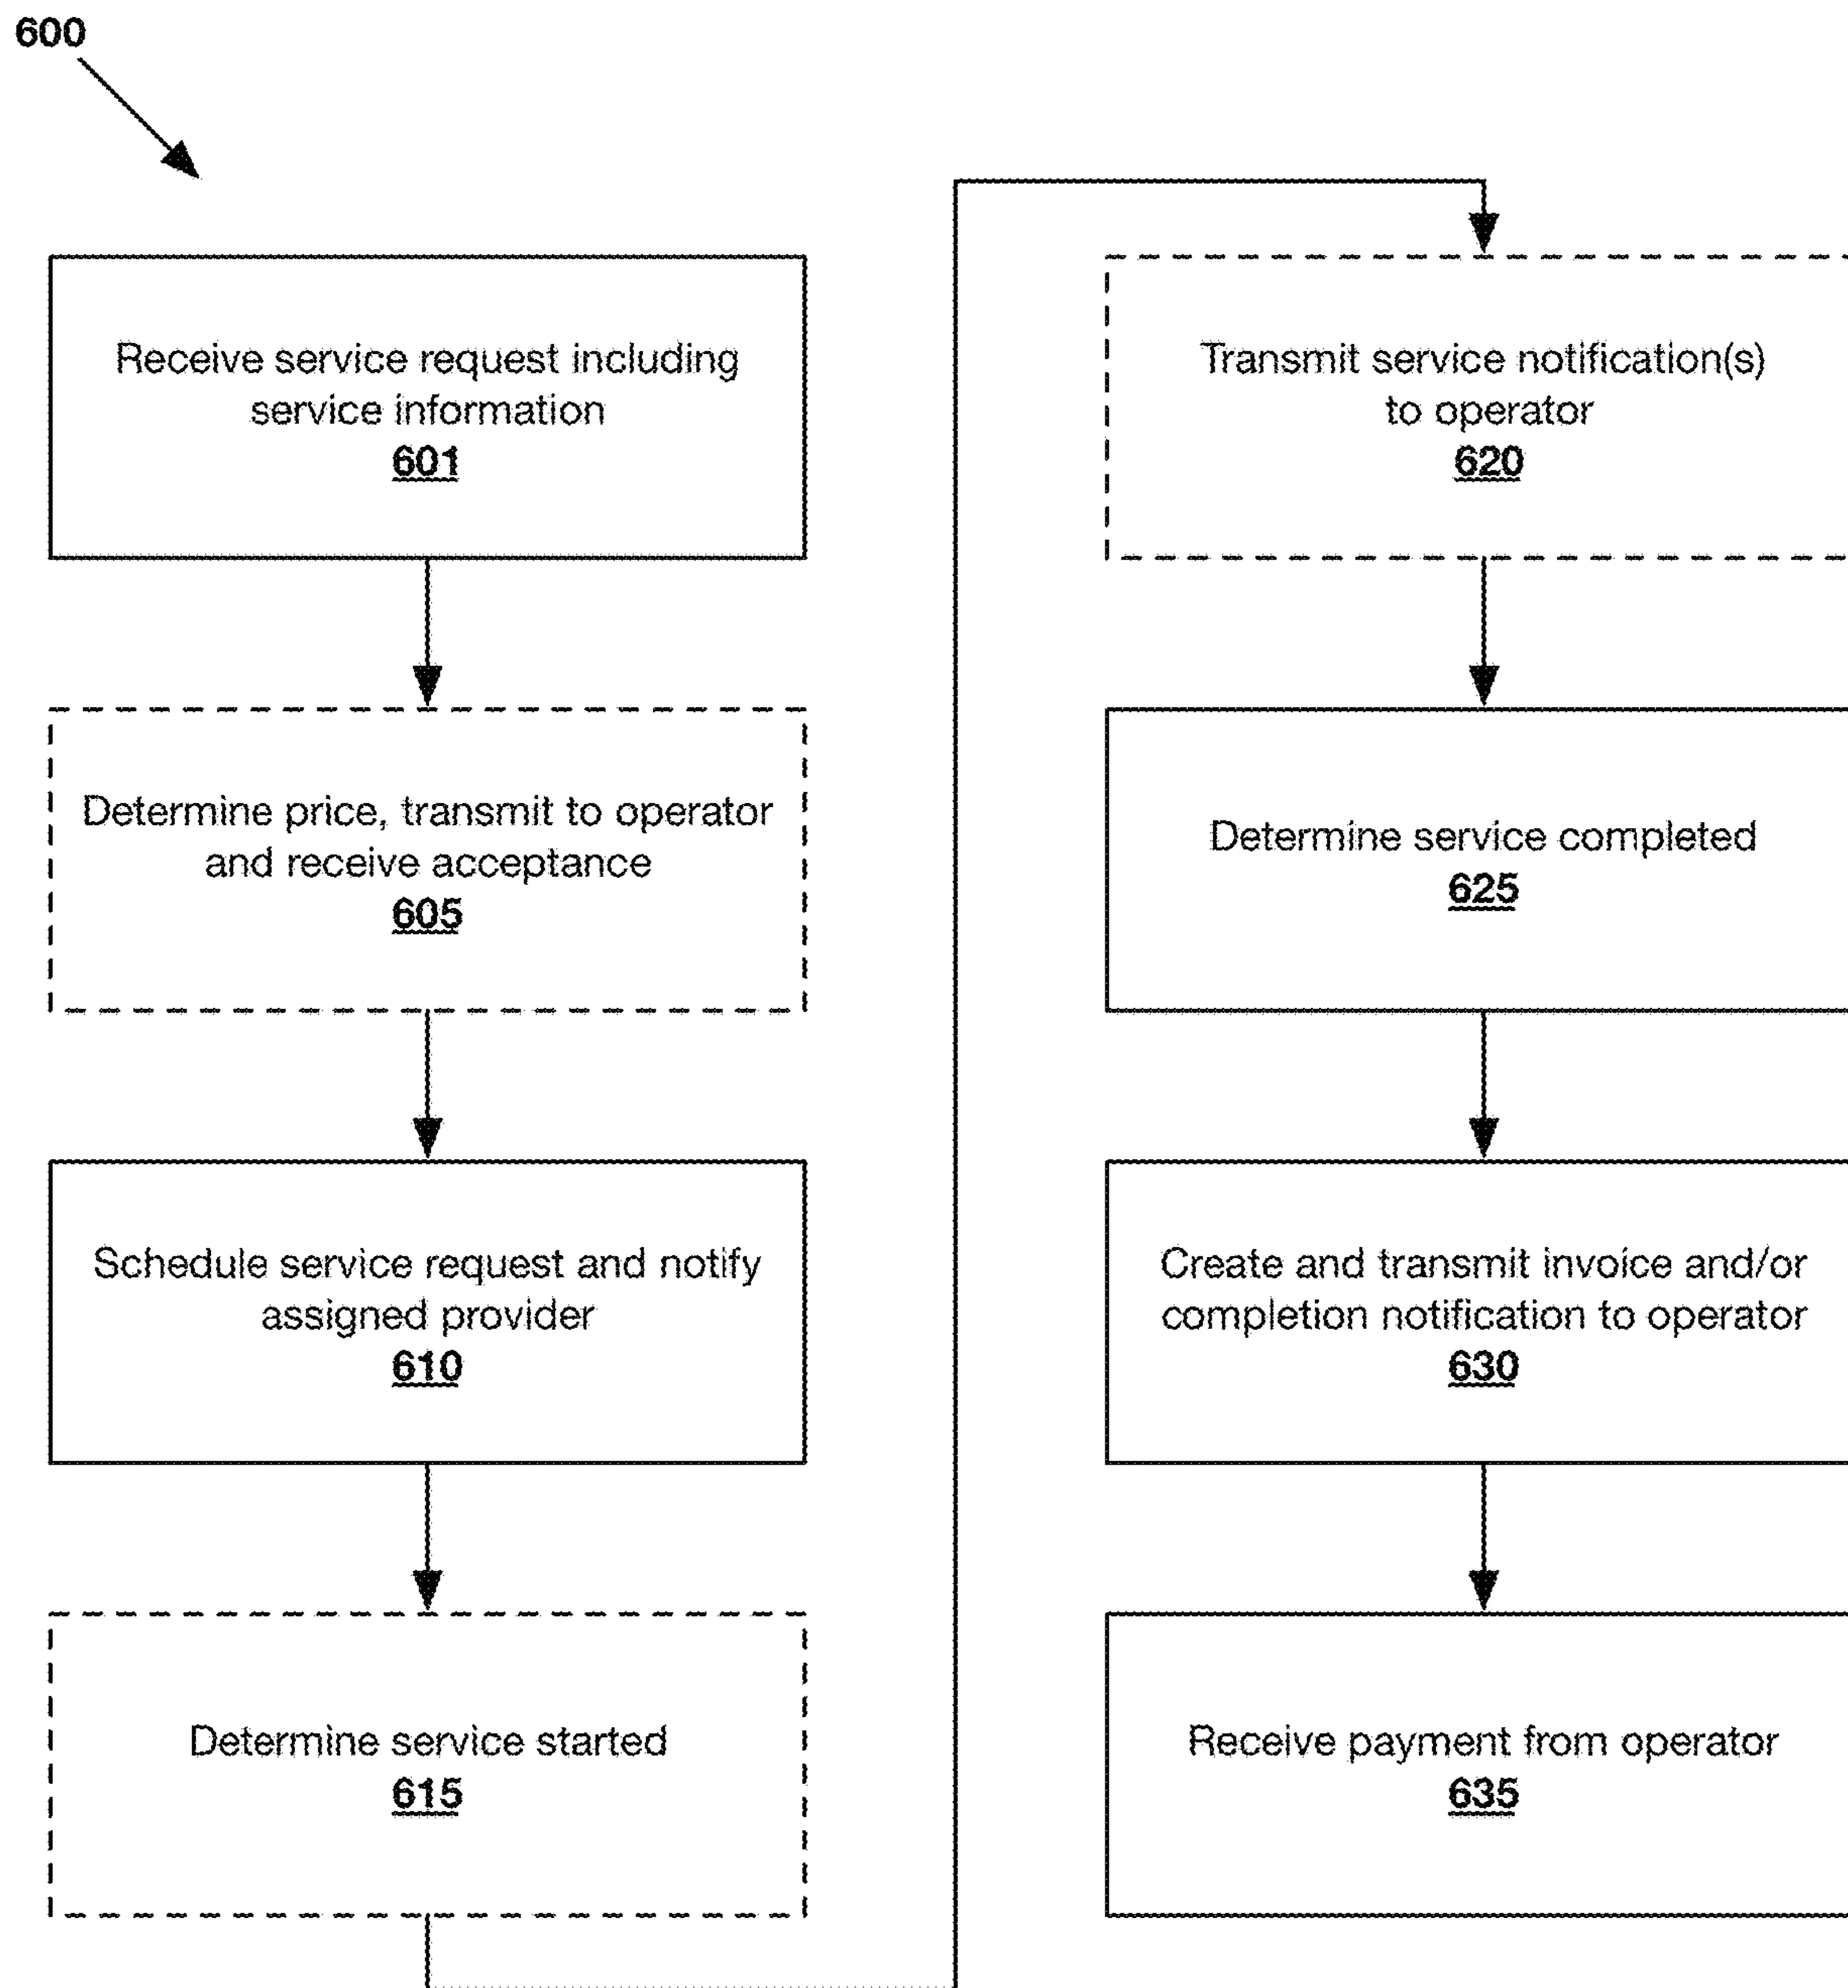 600
Receive service request including
service information
601
Determine price, transmit to operator
and receive acceptance
605
Schedule service request and notify
assigned provider
610
Determine service started
615
Transmit service notification(s)
to operator
620
Determine service completed
625
Create and transmit invoice and/or
completion notification to operator
630
Receive payment from operator
635